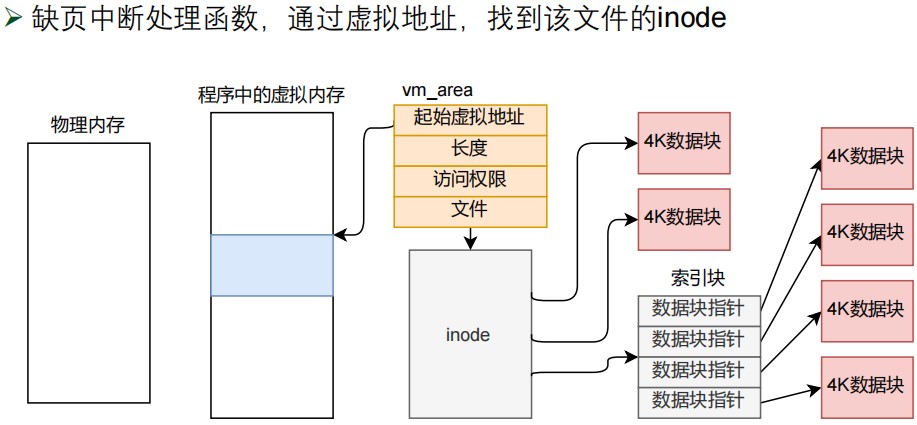 缺页中断处理函数，通过虚拟地址，找到该文件的inode
物理内存
程序中的虚拟内存
vm_area
起始虚拟地址
长度
访问权限
文件
inode
4K数据块
4K数据块
索引块
数据块指针
数据块指针
数据块指针
数据块指针
4K数据块
4K数据块
4K数据块
4K数据块